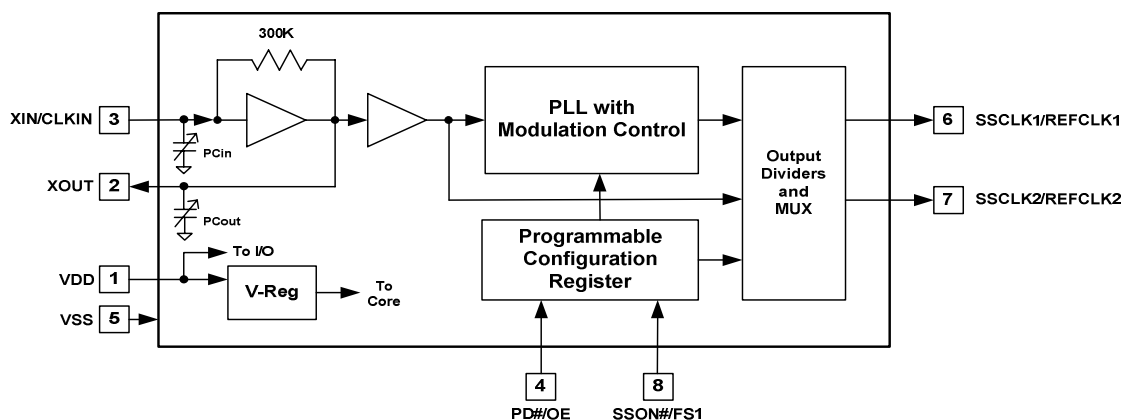 300K
XIN/CLKIN
3
PCin
XOUT
2
PCout
PLL with
Modulation Control
Output
Dividers
and
MUX
6
SSCLK1/REFCLK1
7
SSCLK2/REFCLK2
Programmable
Configuration
Register
To I/O
VDD
1
V-Reg
To
Core
VSS
5
4
PD#/OE
8
SSON#/FS1